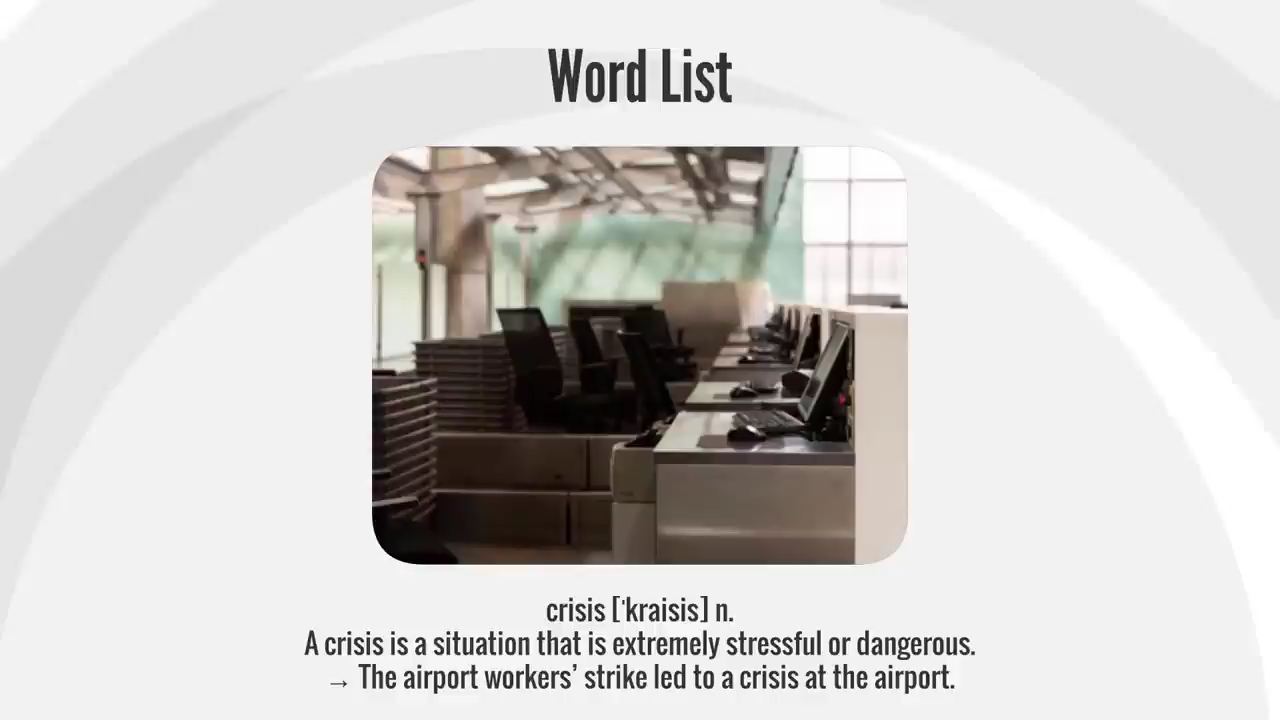 Word List
crisis [ˈkraisis] n.
A crisis is a situation that is extremely stressful or dangerous.
→ The airport workers’ strike led to a crisis at the airport.